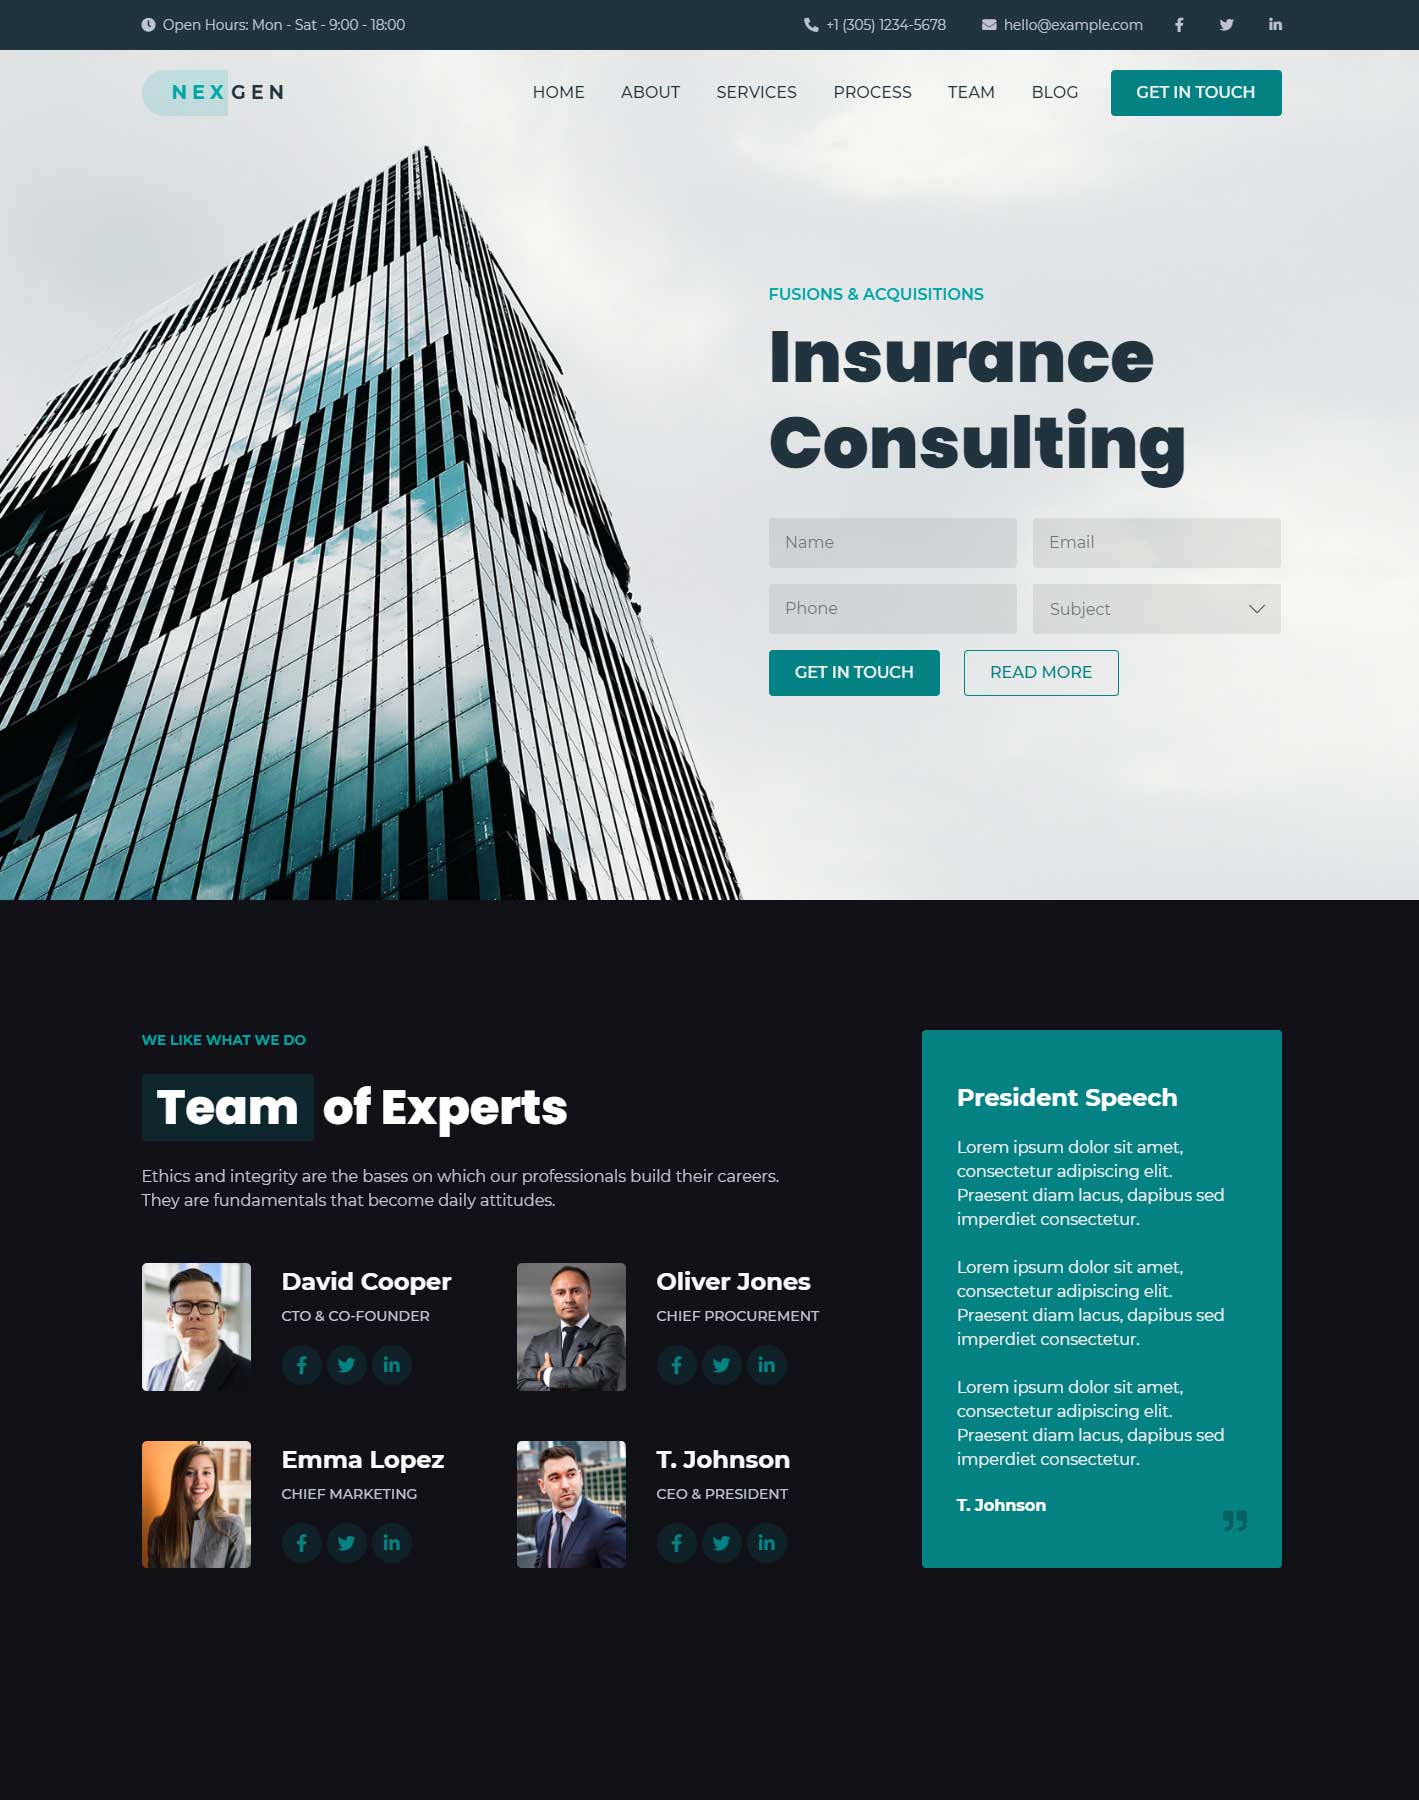 Open Hours: Mon - Sat - 9:00 - 18:00
+1 (305) 1234-5678
hello@example.com
NEXGEN
HOME
ABOUT
SERVICES
PROCESS
TEAM
BLOG
GET IN TOUCH
FUSIONS & ACQUISITIONS
Insurance
Consulting
Name
Email
Phone
Subject
GET IN TOUCH
READ MORE
WE LIKE WHAT WE DO
Team of Experts
Ethics and integrity are the bases on which our professionals build their careers.
They are fundamentals that become daily attitudes.
David Cooper
CTO & CO-FOUNDER
Oliver Jones
CHIEF PROCUREMENT
Emma Lopez
CHIEF MARKETING
T. Johnson
CEO & PRESIDENT
President Speech
Lorem ipsum dolor sit amet,
consectetur adipiscing elit.
Praesent diam lacus, dapibus sed
imperdiet consectetur.
Lorem ipsum dolor sit amet,
consectetur adipiscing elit.
Praesent diam lacus, dapibus sed
imperdiet consectetur.
Lorem ipsum dolor sit amet,
consectetur adipiscing elit.
Praesent diam lacus, dapibus sed
imperdiet consectetur.
T. Johnson